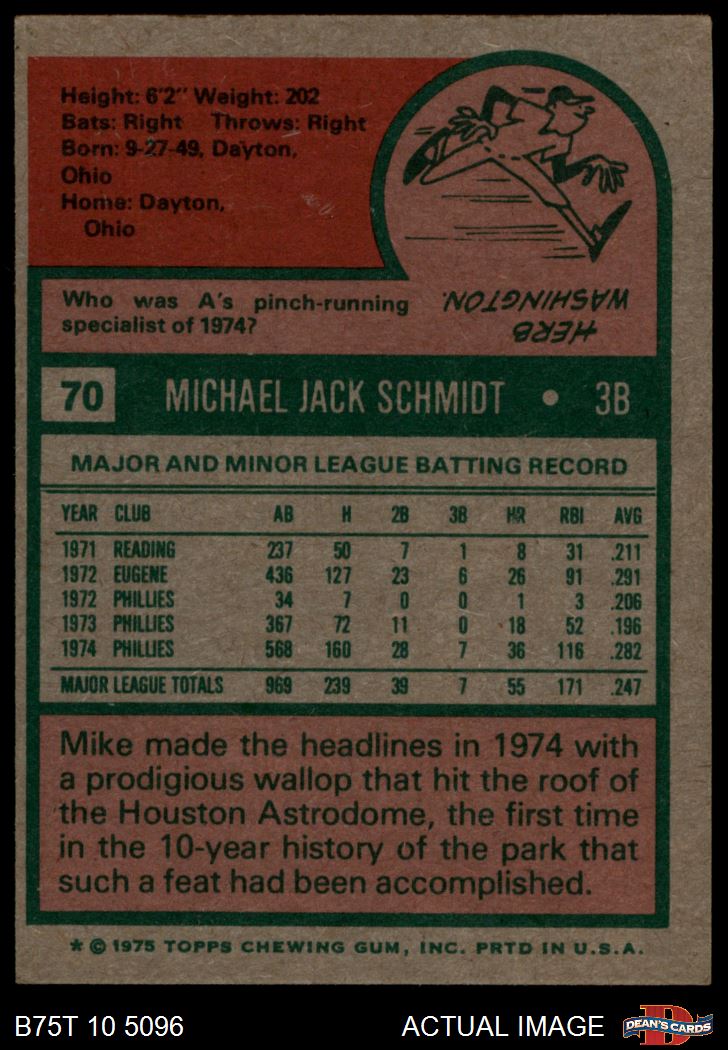 Height: 6'2" Weight: 202
Bats: Right Throws: Right
Born: 9-27-49, Dayton,
Ohio
Home: Dayton,
Ohio
Who was A's pinch-running
specialist of 1974?
HERB
WASHINGTON.
70 MICHAEL JACK SCHMIDT • 3B
MAJOR AND MINOR LEAGUE BATTING RECORD
YEAR CLUB AB H 2B 3B HR RBI AVG
1971 READING 237 50 7 1 8 31 .211
1972 EUGENE 436 127 23 6 26 91 .291
1972 PHILLIES 34 7 0 0 1 3 .206
1973 PHILLIES 367 72 11 0 18 52 .196
1974 PHILLIES 568 160 28 7 36 116 .282
MAJOR LEAGUE TOTALS 969 239 39 7 55 171 .247
Mike made the headlines in 1974 with
a prodigious wallop that hit the roof of
the Houston Astrodome, the first time
in the 10-year history of the park that
such a feat had been accomplished.
* © 1975 TOPPS CHEWING GUM, INC. PRTD IN U.S.A.
B75T 10 5096 ACTUAL IMAGE
D
DEAN'S CARDS